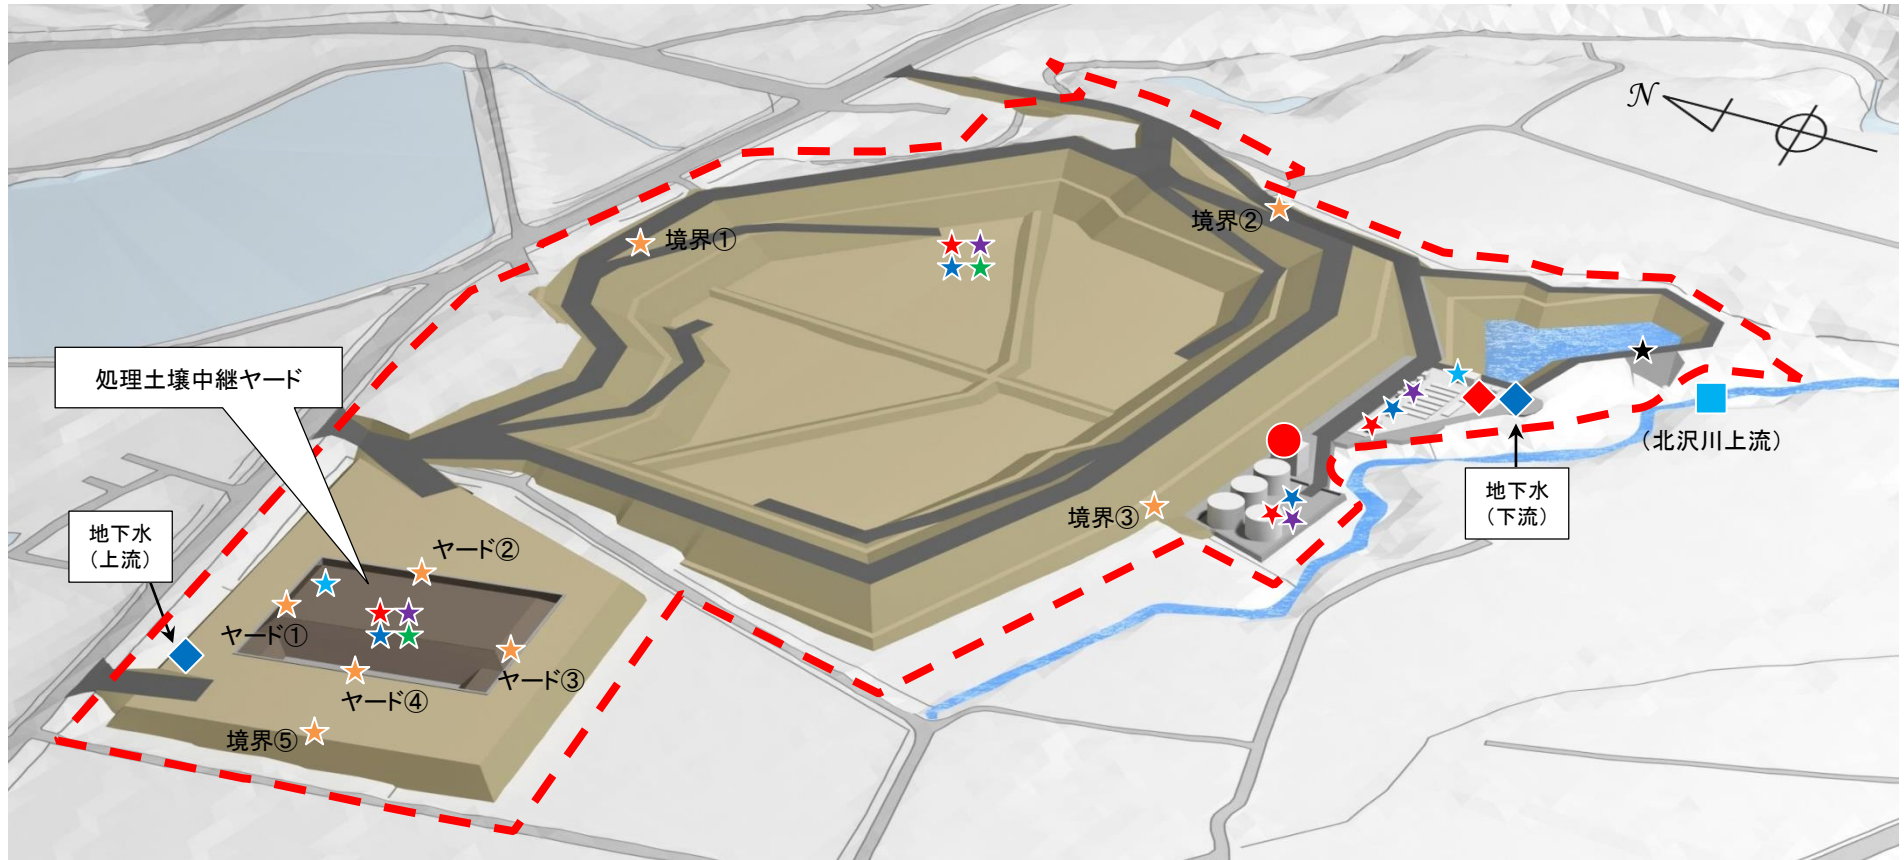 N
境界①
境界②
処理土壌中継ヤード
(北沢川上流)
地下水
(下流)
境界③
地下水
(上流)
ヤード②
ヤード①
ヤード③
ヤード④
境界⑤